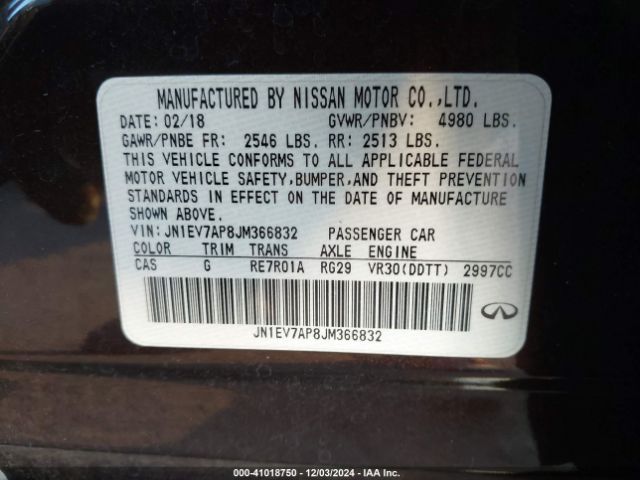 MANUFACTURED BY NISSAN MOTOR CO.,LTD.
DATE: 02/18 GVWR/PNBV: 4980 LBS.
GAWR/PNBE FR: 2546 LBS. RR: 2513 LBS.
THIS VEHICLE CONFORMS TO ALL APPLICABLE FEDERAL
MOTOR VEHICLE SAFETY,BUMPER,AND THEFT PREVENTION
STANDARDS IN EFFECT ON THE DATE OF MANUFACTURE
SHOWN ABOVE.
VIN: JN1EV7AP8JM366832 PASSENGER CAR
COLOR TRIM TRANS AXLE ENGINE
CAS G RE7R01A RG29 VR30(DDTT) 2997CC
JN1EV7AP8JM366832
000-41018750 - 12/03/2024 - IAA Inc.